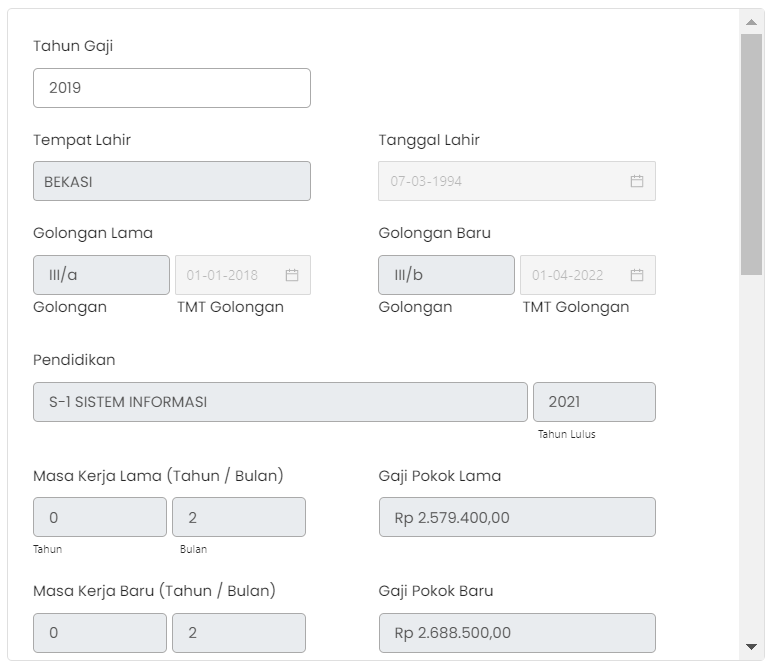 Tahun Gaji
2019
Tempat Lahir Tanggal Lahir
BEKASI 07-03-1994
Golongan Lama Golongan Baru
III/a 01-01-2018 III/b 01-04-2022
Golongan TMT Golongan Golongan TMT Golongan
Pendidikan
S-1 SISTEM INFORMASI 2021
Tahun Lulus
Masa Kerja Lama (Tahun / Bulan) Gaji Pokok Lama
0 2 Rp 2.579.400,00
Tahun Bulan
Masa Kerja Baru (Tahun / Bulan) Gaji Pokok Baru
0 2 Rp 2.688.500,00